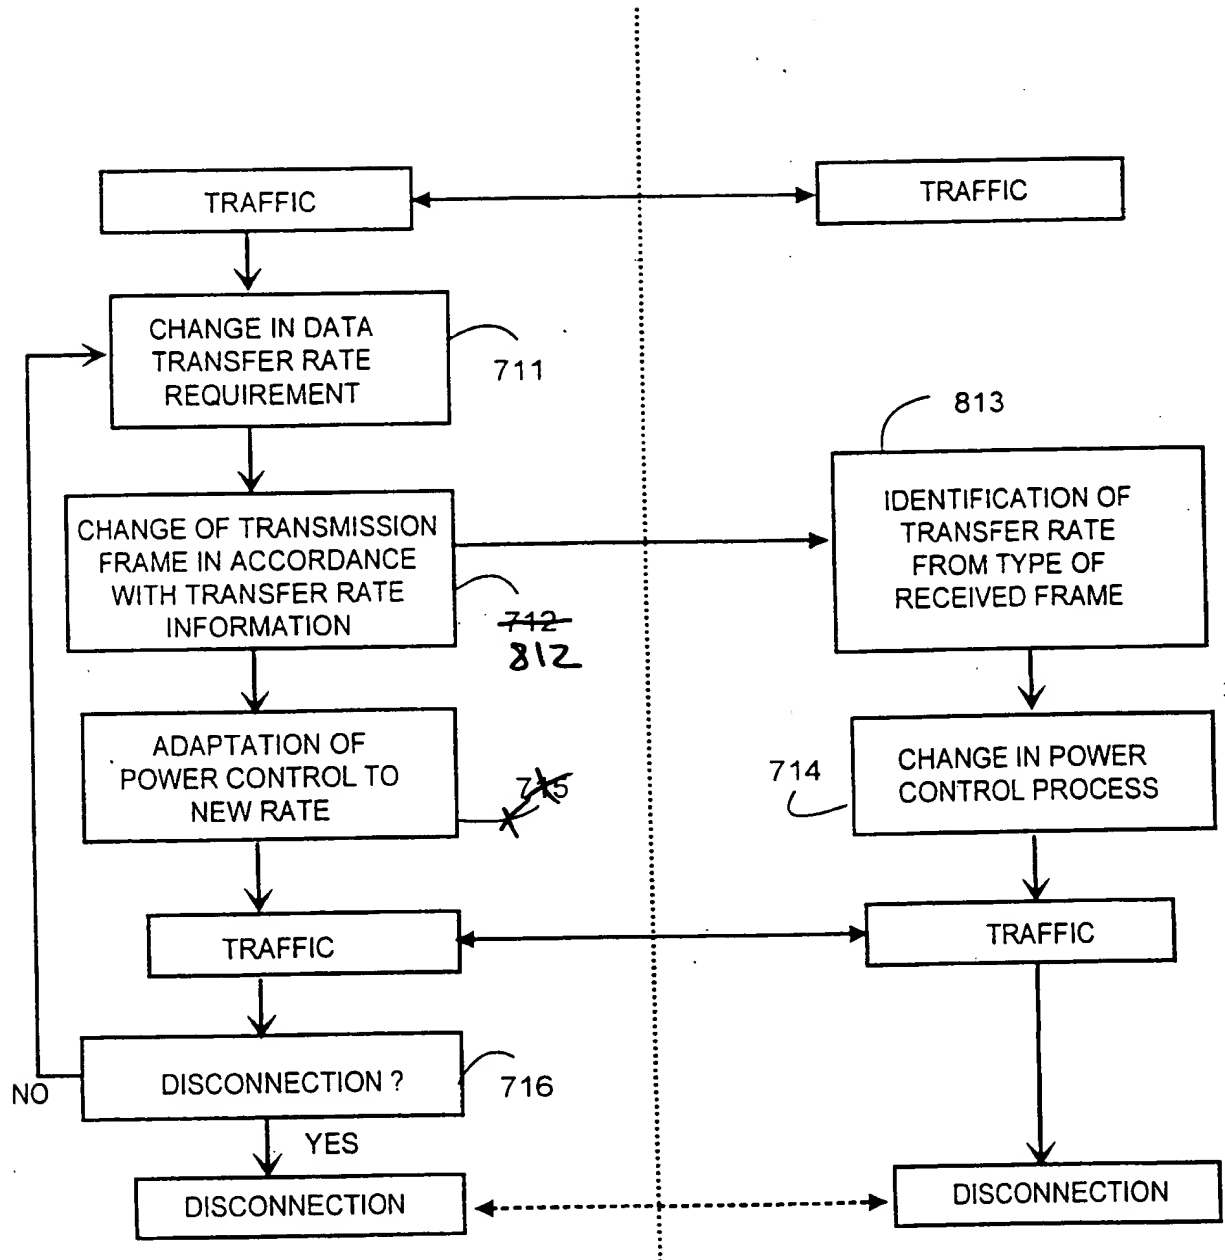 TRAFFIC
TRAFFIC
CHANGE IN DATA
TRANSFER RATE
REQUIREMENT
711
813
CHANGE OF TRANSMISSION
FRAME IN ACCORDANCE
WITH TRANSFER RATE
INFORMATION
712
812
IDENTIFICATION OF
TRANSFER RATE
FROM TYPE OF
RECEIVED FRAME
ADAPTATION OF
POWER CONTROL TO
NEW RATE
715
714
CHANGE IN POWER
CONTROL PROCESS
TRAFFIC
TRAFFIC
DISCONNECTION ?
716
NO
YES
DISCONNECTION
DISCONNECTION